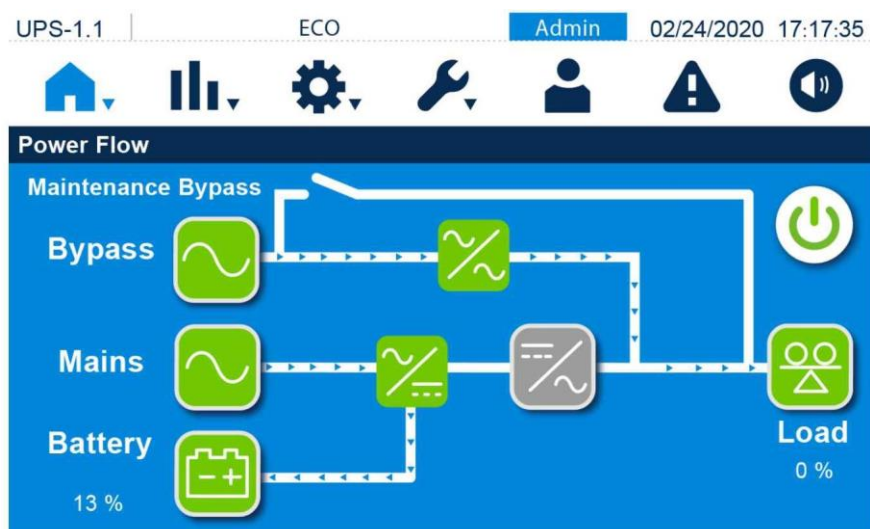 UPS-1.1 ECO Admin 02/24/2020 17:17:35
Power Flow
Maintenance Bypass
Bypass
Mains
Battery
13 %
Load
0 %